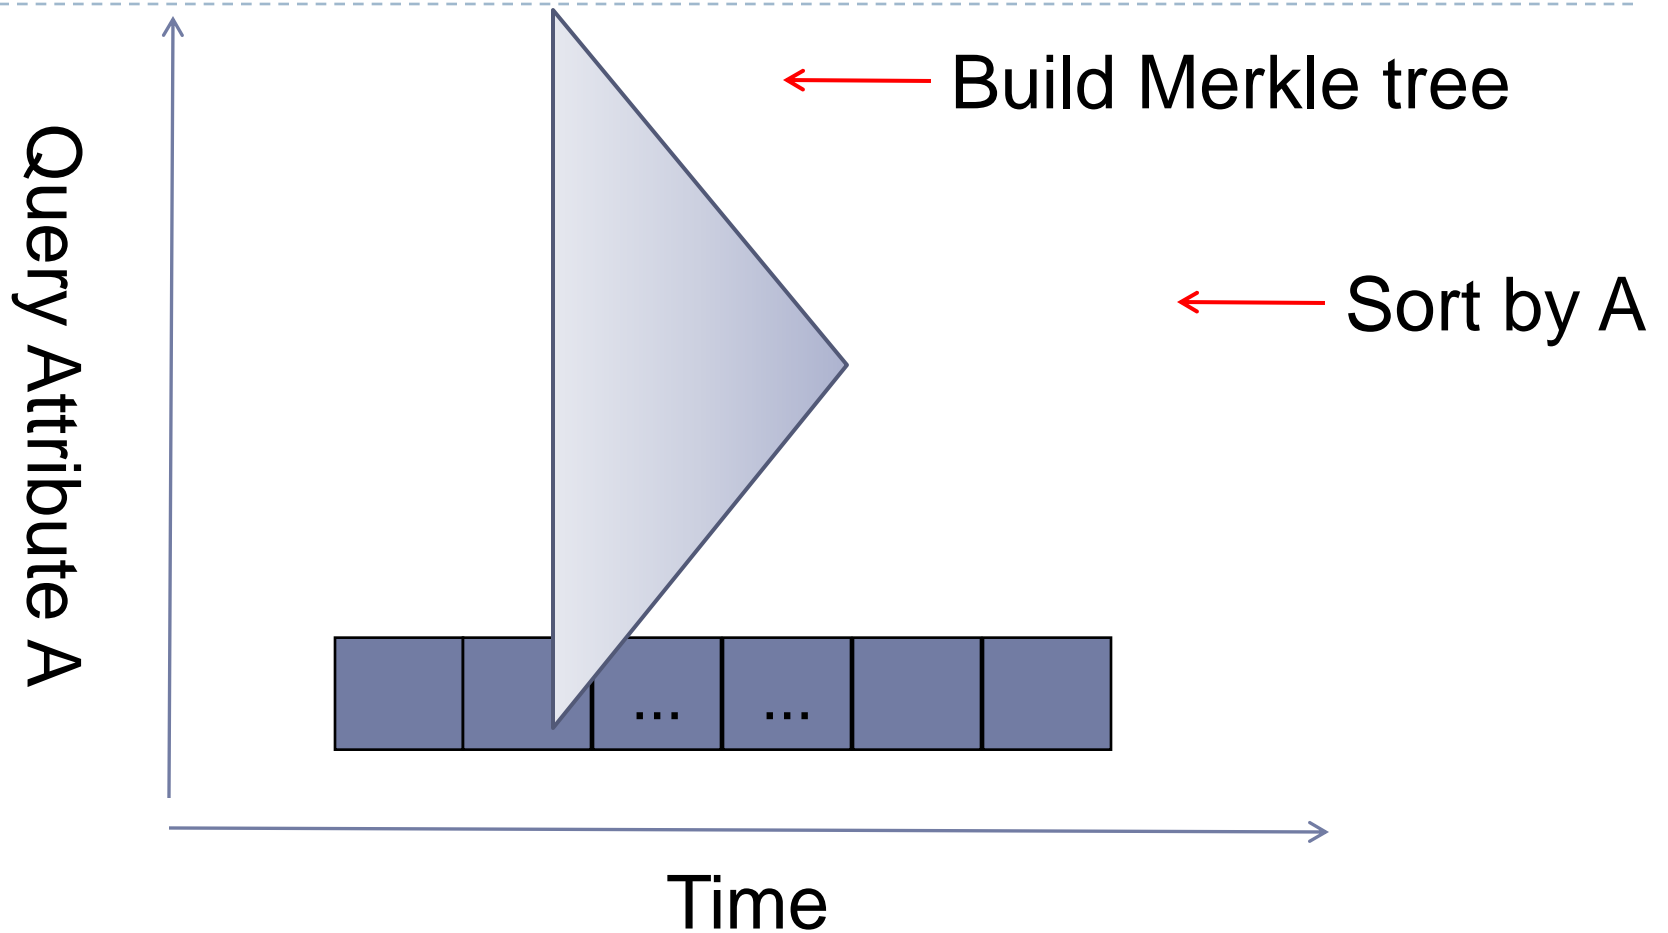 Build Merkle tree
Query Attribute A
Sort by A
... ...
Time